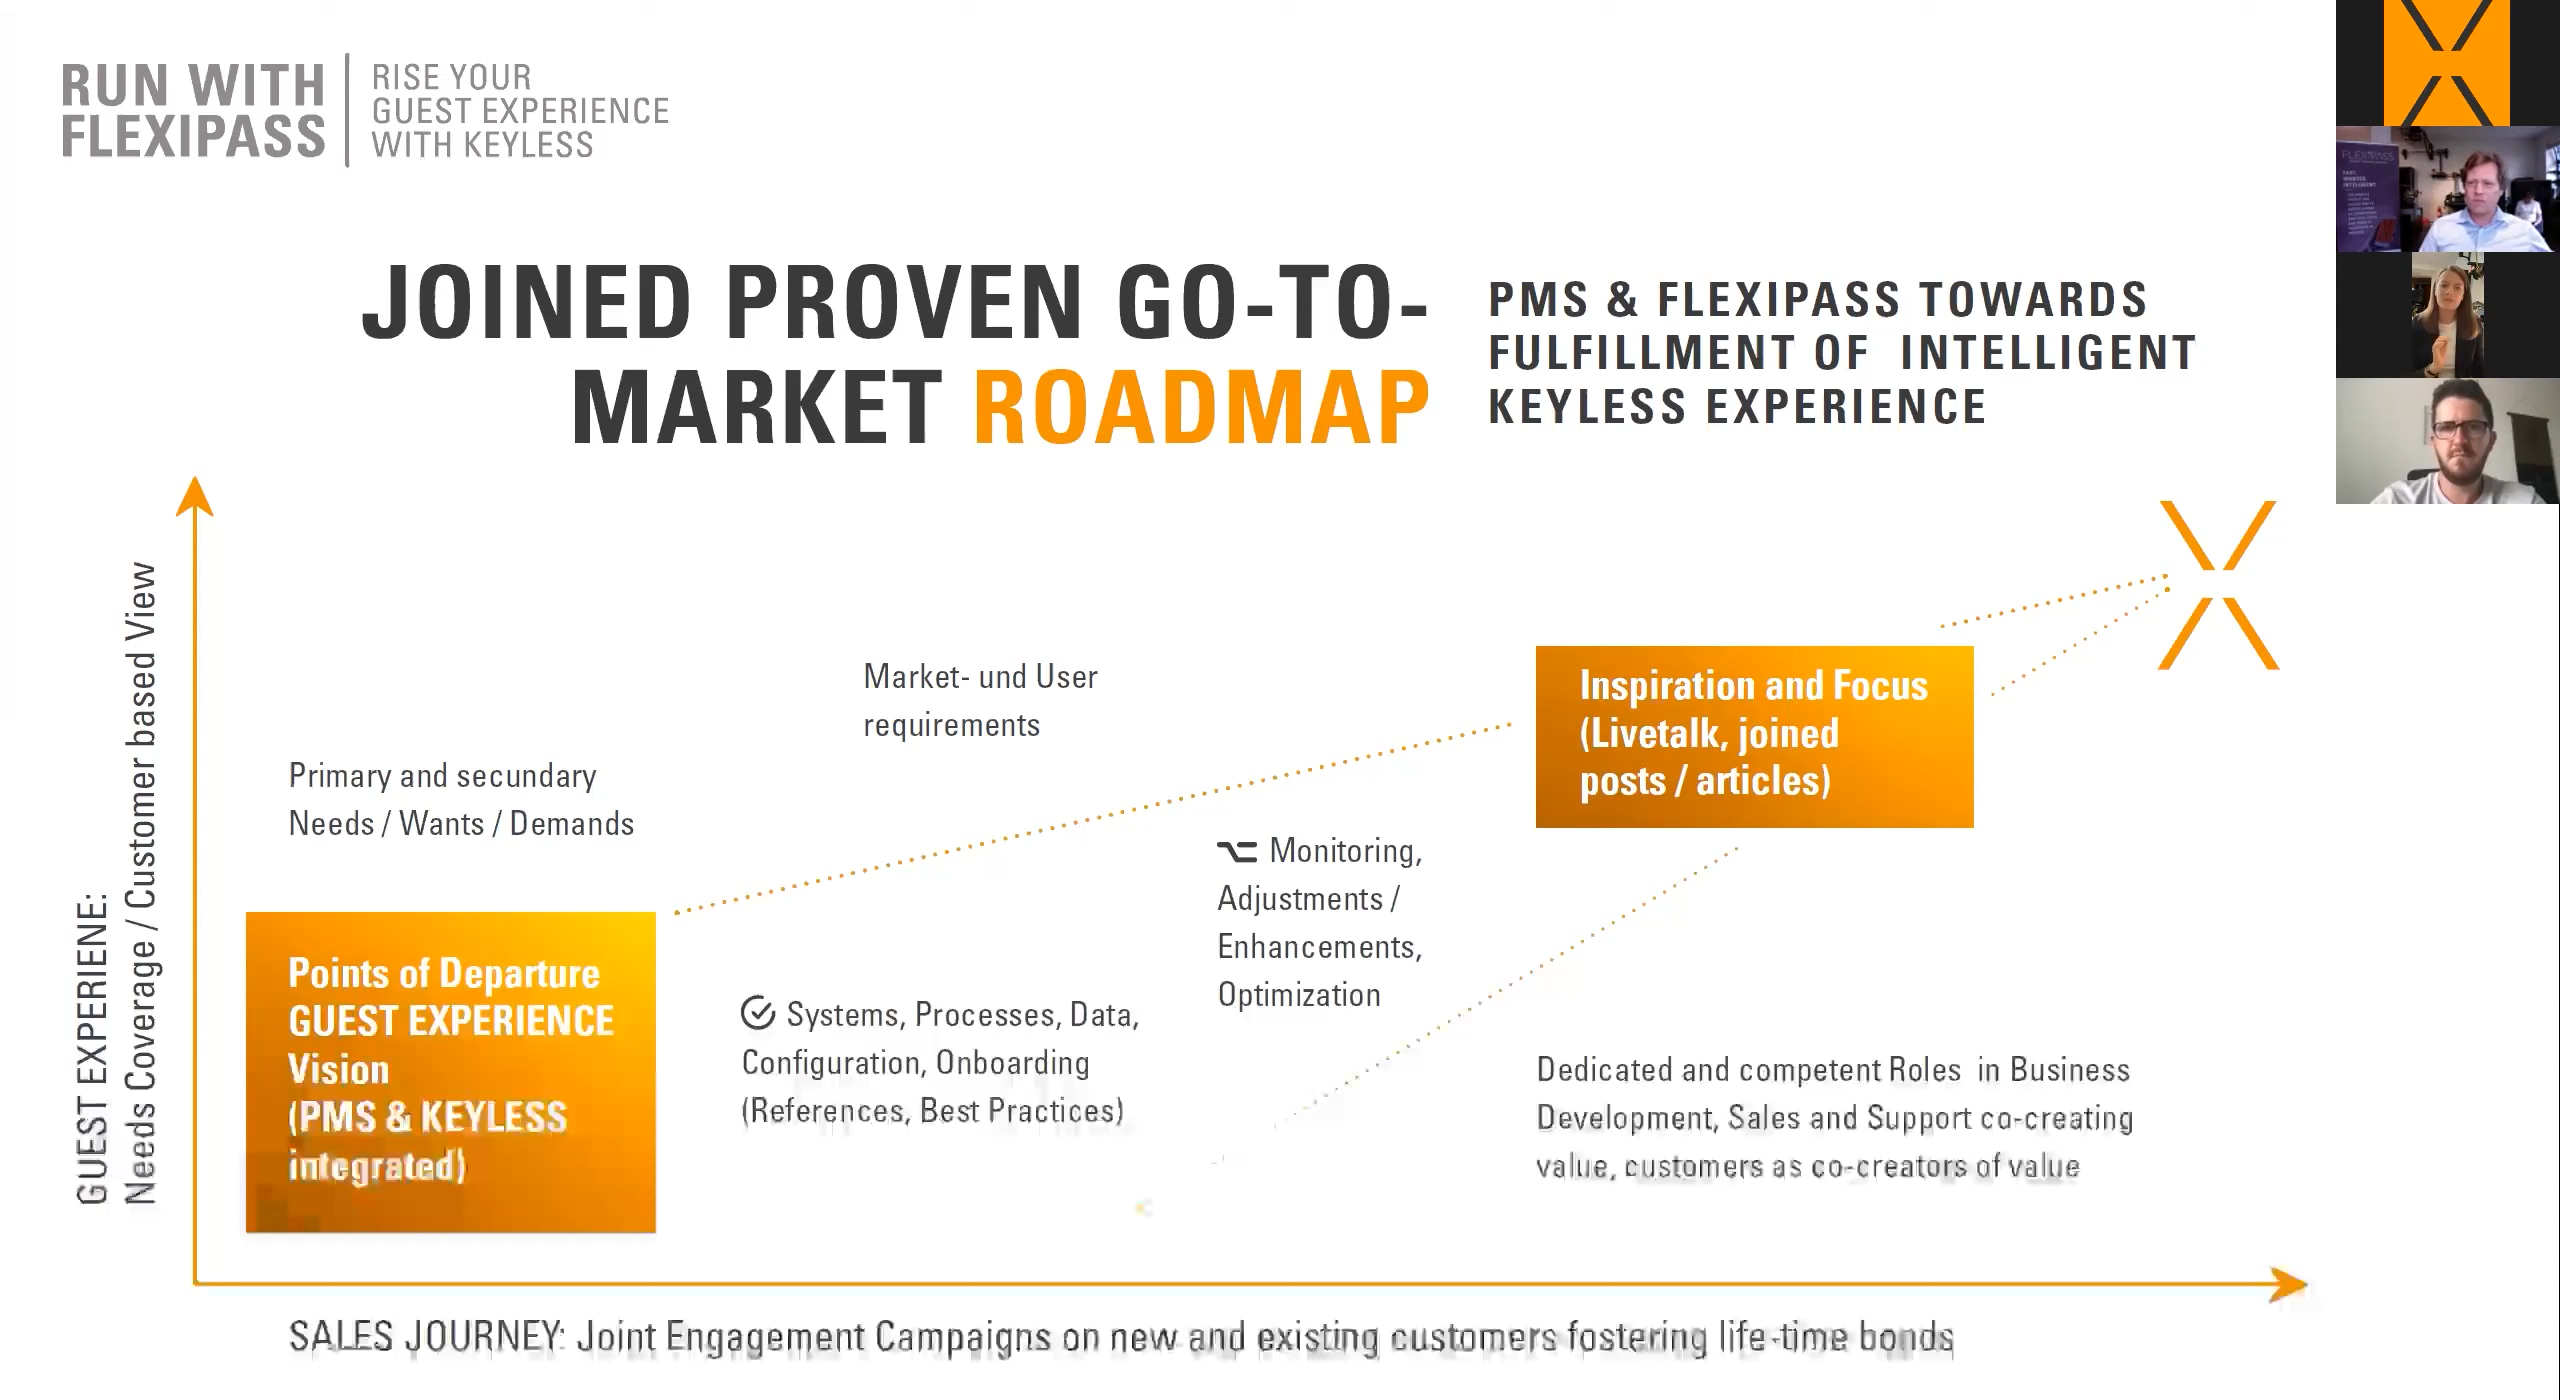 RUN WITH
FLEXIPASS
RISE YOUR
GUEST EXPERIENCE
WITH KEYLESS
JOINED PROVEN GO-TO-
MARKET ROADMAP
PMS & FLEXIPASS TOWARDS
FULFILLMENT OF INTELLIGENT
KEYLESS EXPERIENCE
FLEXIPASS
GUEST EXPERIENE:
Needs Coverage / Customer based View
Primary and secundary
Needs / Wants / Demands
Market- und User
requirements
Inspiration and Focus
(Livetalk, joined
posts / articles)
Points of Departure
GUEST EXPERIENCE
Vision
(PMS & KEYLESS
integrated)
Systems, Processes, Data,
Configuration, Onboarding
(References, Best Practices)
Monitoring,
Adjustments /
Enhancements,
Optimization
Dedicated and competent Roles in Business
Development, Sales and Support co-creating
value, customers as co-creators of value
SALES JOURNEY: Joint Engagement Campaigns on new and existing customers fostering life-time bonds